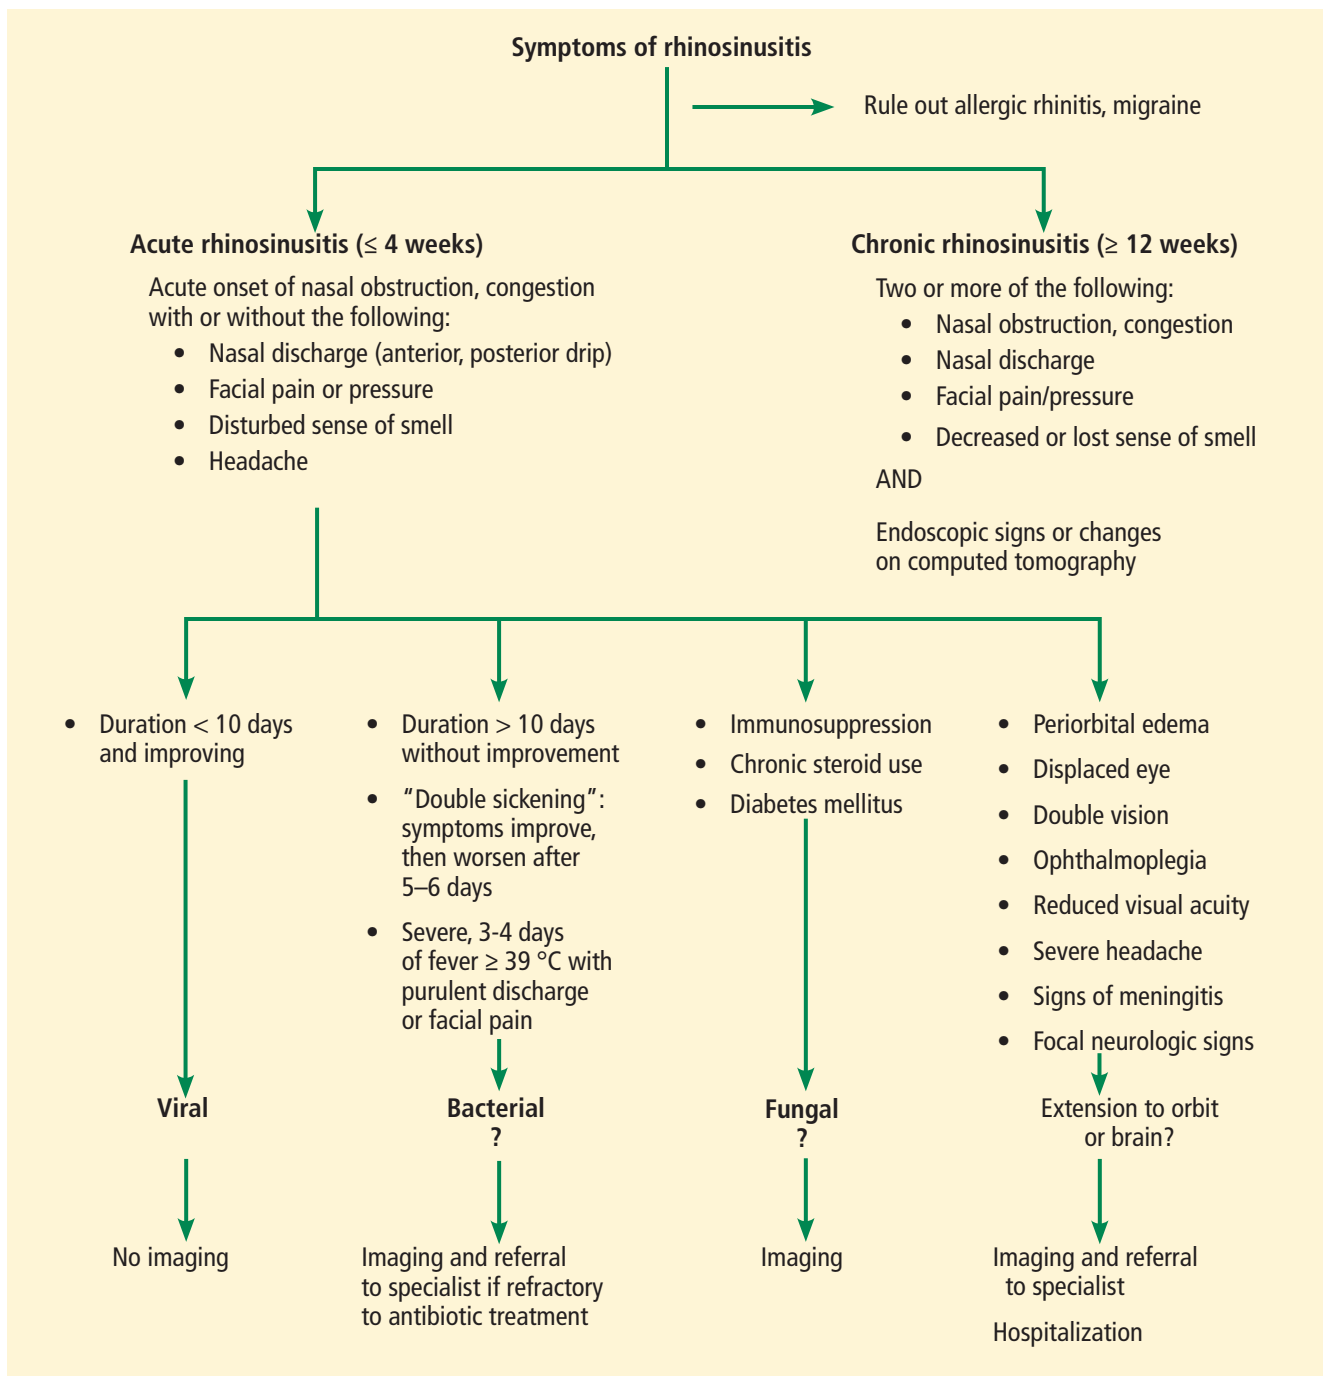 Symptoms of rhinosinusitis
Rule out allergic rhinitis, migraine
Acute rhinosinusitis (≤ 4 weeks)
Acute onset of nasal obstruction, congestion
with or without the following:
• Nasal discharge (anterior, posterior drip)
• Facial pain or pressure
• Disturbed sense of smell
• Headache
Chronic rhinosinusitis (≥ 12 weeks)
Two or more of the following:
• Nasal obstruction, congestion
• Nasal discharge
• Facial pain/pressure
• Decreased or lost sense of smell
AND
Endoscopic signs or changes
on computed tomography
• Duration < 10 days
and improving
Viral
No imaging
• Duration > 10 days
without improvement
• “Double sickening”:
symptoms improve,
then worsen after
5–6 days
• Severe, 3-4 days
of fever ≥ 39 °C with
purulent discharge
or facial pain
Bacterial
?
Imaging and referral
to specialist if refractory
to antibiotic treatment
• Immunosuppression
• Chronic steroid use
• Diabetes mellitus
Fungal
?
Imaging
• Periorbital edema
• Displaced eye
• Double vision
• Ophthalmoplegia
• Reduced visual acuity
• Severe headache
• Signs of meningitis
• Focal neurologic signs
Extension to orbit
or brain?
Imaging and referral
to specialist
Hospitalization